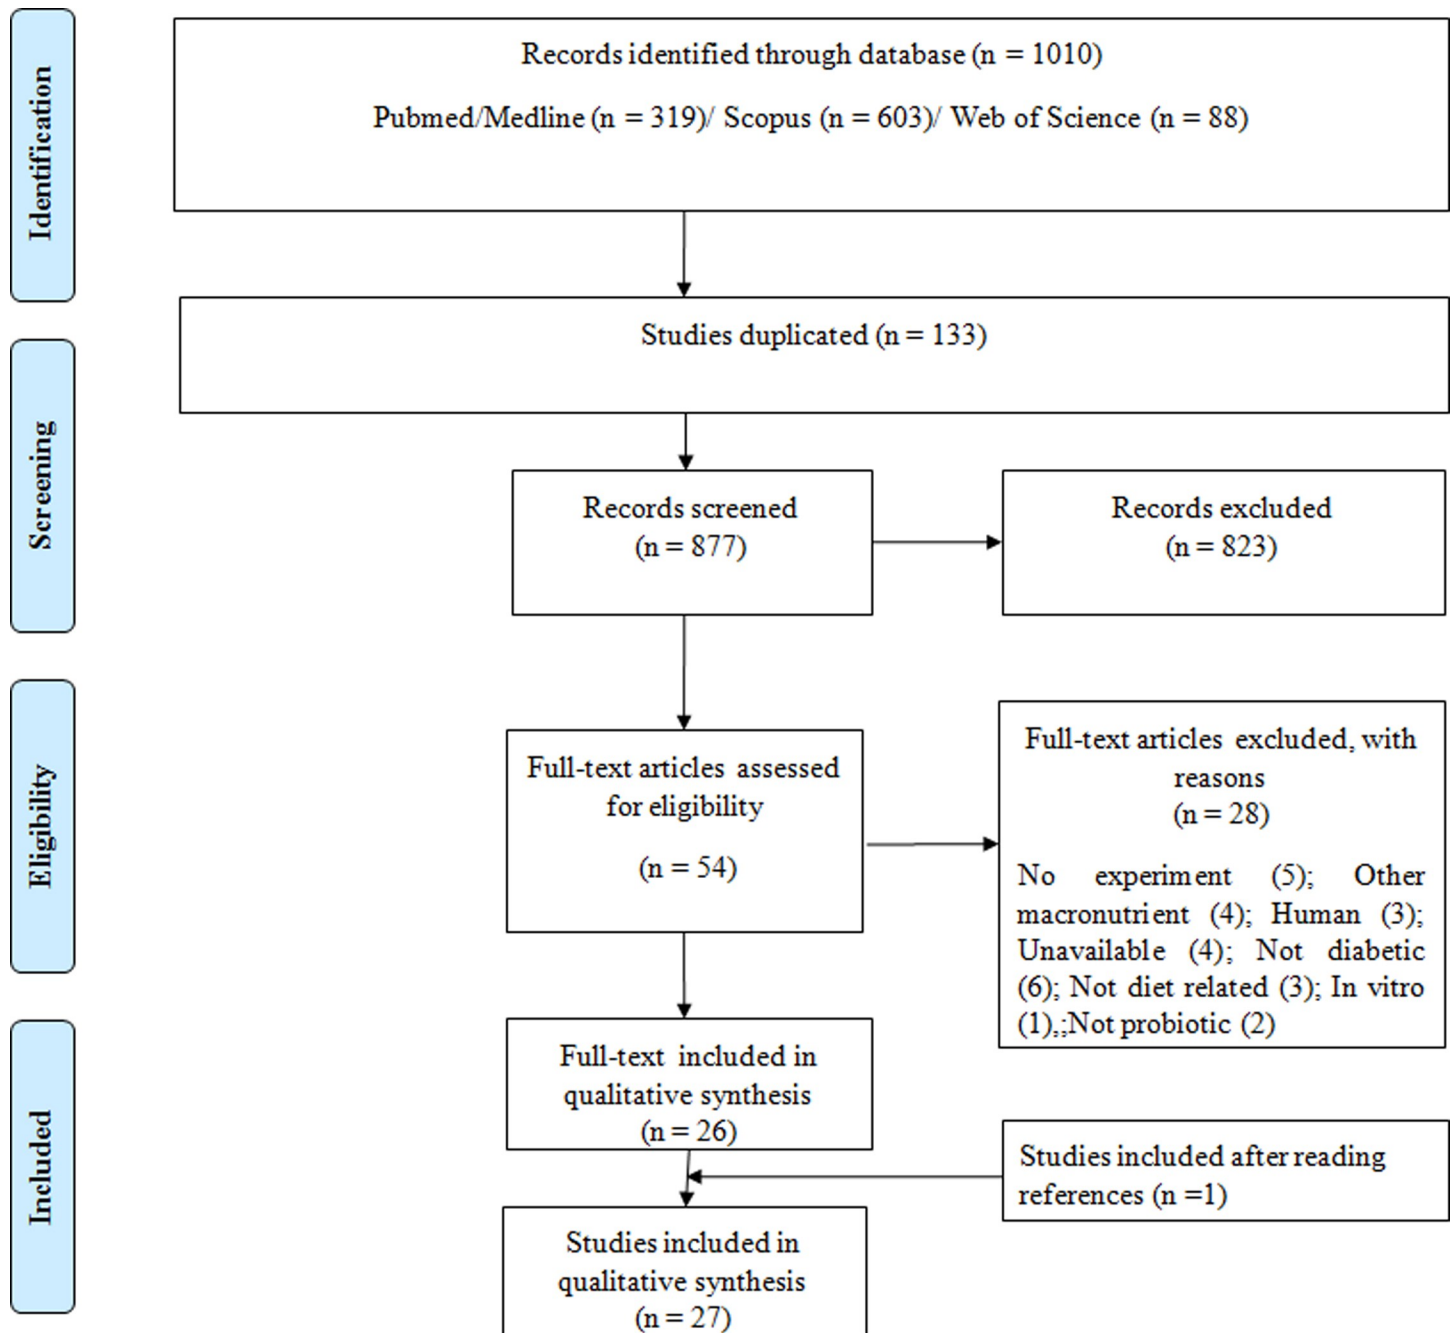 Identification
Records identified through database (n = 1010)
Pubmed/Medline (n = 319)/ Scopus (n = 603)/ Web of Science (n = 88)
Screening
Studies duplicated (n = 133)
Records screened
(n = 877)
Records excluded
(n = 823)
Eligibility
Full-text articles assessed
for eligibility
(n = 54)
Full-text articles excluded, with
reasons
(n = 28)
No experiment (5); Other
macronutrient (4); Human (3);
Unavailable (4); Not diabetic
(6); Not diet related (3); In vitro
(1),;;Not probiotic (2)
Included
Full-text included in
qualitative synthesis
(n = 26)
Studies included after reading
references (n =1)
Studies included in
qualitative synthesis
(n = 27)